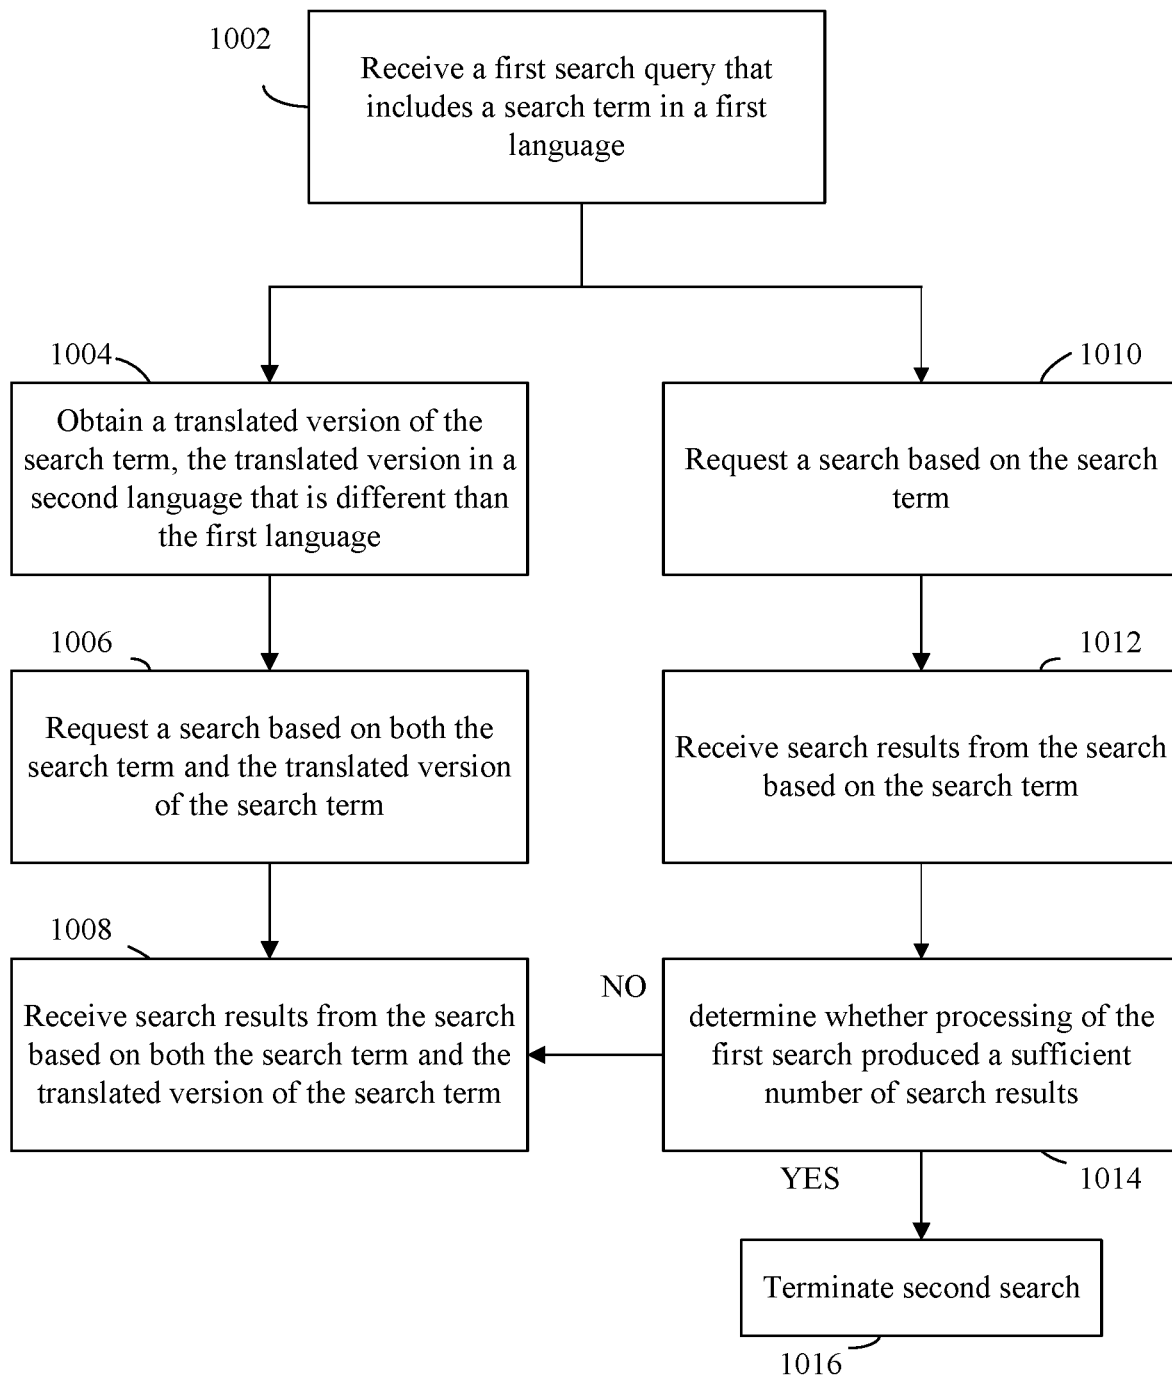 1002
Receive a first search query that
includes a search term in a first
language
1004
Obtain a translated version of the
search term, the translated version in a
second language that is different than
the first language
1006
Request a search based on both the
search term and the translated version
of the search term
1008
Receive search results from the search
based on both the search term and the
translated version of the search term
1010
Request a search based on the search
term
1012
Receive search results from the search
based on the search term
NO
determine whether processing of the
first search produced a sufficient
number of search results
1014
YES
Terminate second search
1016